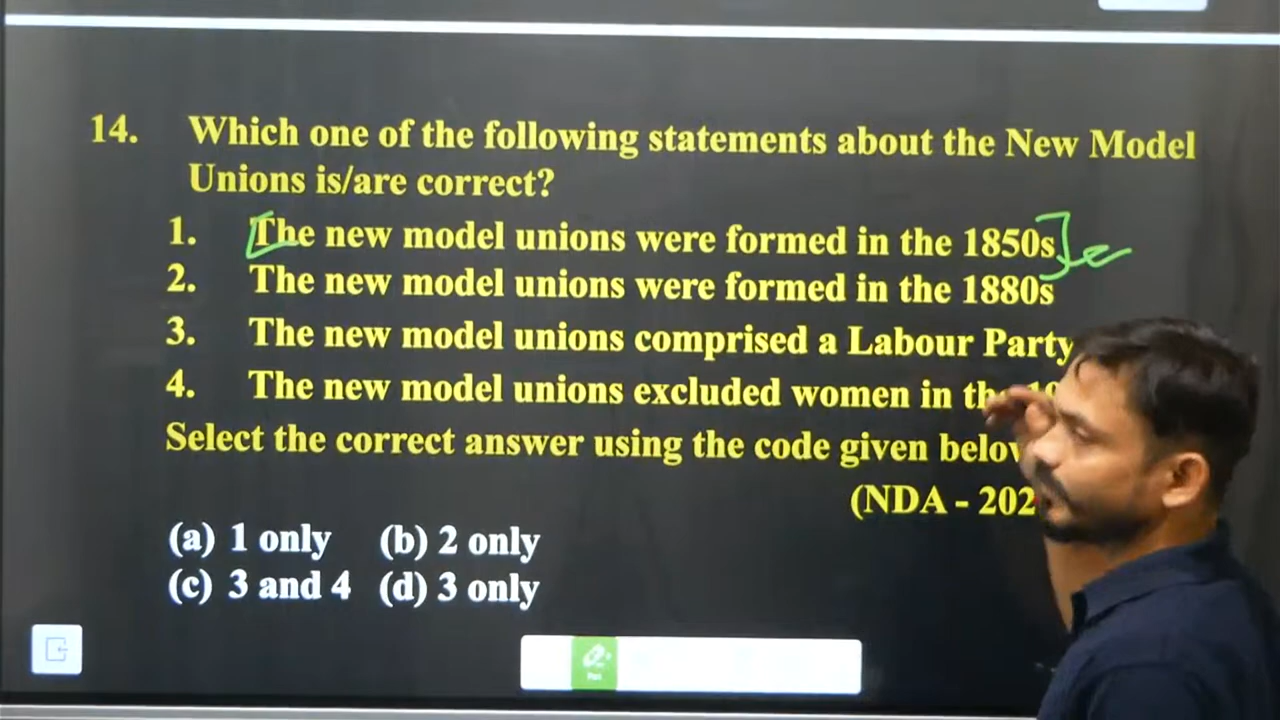 14. Which one of the following statements about the New Model
Unions is/are correct?
1. The new model unions were formed in the 1850s
2. The new model unions were formed in the 1880s
3. The new model unions comprised a Labour Party
4. The new model unions excluded women in
Select the correct answer using the code given
(NDA - 202
(a) 1 only (b) 2 only
(c) 3 and 4 (d) 3 only